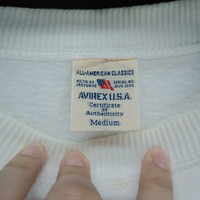 ALL-AMERICAN CLASSICS
AVIREX U.S.A.
Certificate
of
Authenticity
Medium